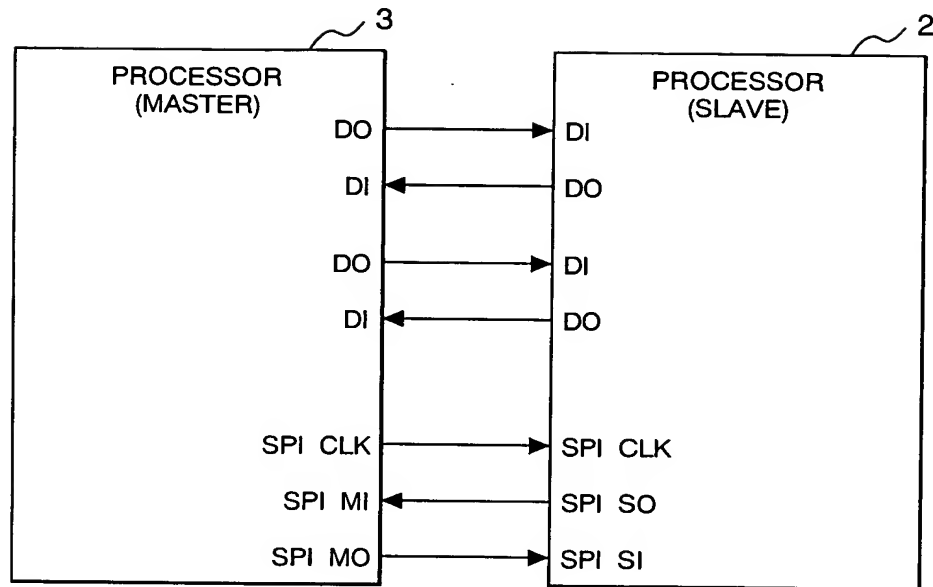 3
2
PROCESSOR
(MASTER)
PROCESSOR
(SLAVE)
DO DI
DI DO
DO DI
DI DO
SPI CLK SPI CLK
SPI MI SPI SO
SPI MO SPI SI